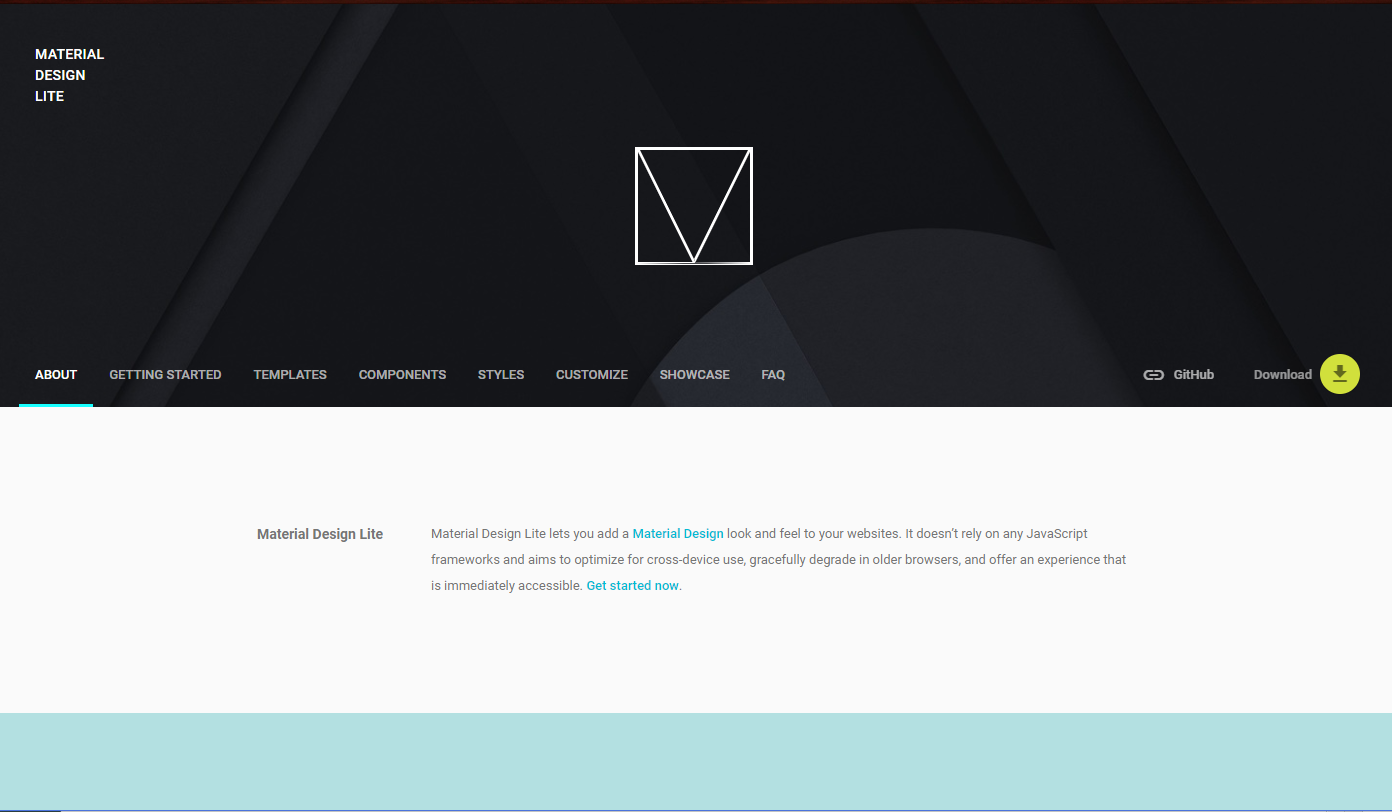 MATERIAL
DESIGN
LITE
ABOUT GETTING STARTED TEMPLATES COMPONENTS STYLES CUSTOMIZE SHOWCASE FAQ GitHub Download
Material Design Lite
Material Design Lite lets you add a Material Design look and feel to your websites. It doesn’t rely on any JavaScript
frameworks and aims to optimize for cross-device use, gracefully degrade in older browsers, and offer an experience that
is immediately accessible. Get started now.